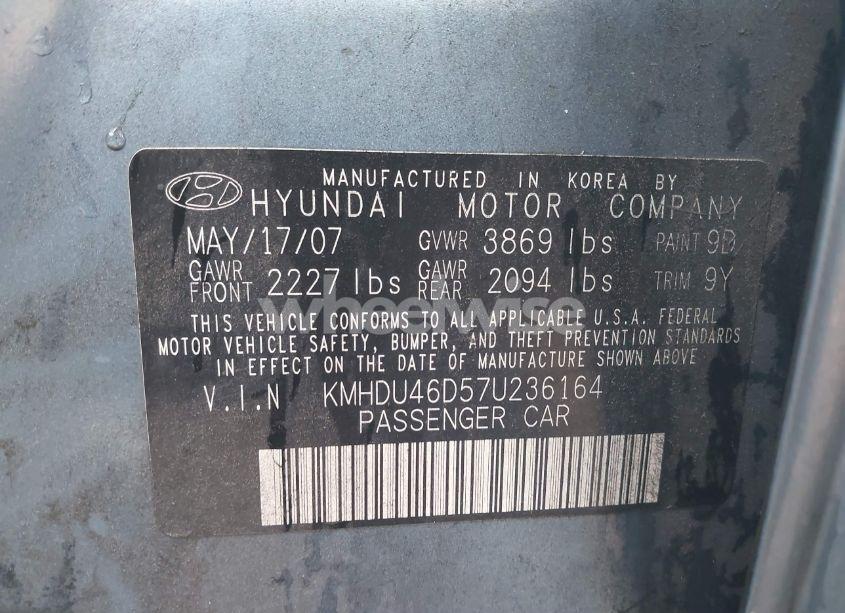 MANUFACTURED IN KOREA BY
HYUNDAI MOTOR COMPANY
MAY/17/07 GVWR 3869 lbs PAINT 9B
GAWR FRONT 2227 lbs GAWR REAR 2094 lbs TRIM 9Y
wheelwise
THIS VEHICLE CONFORMS TO ALL APPLICABLE U.S.A. FEDERAL
MOTOR VEHICLE SAFETY, BUMPER, AND THEFT PREVENTION STANDARDS
IN EFFECT ON THE DATE OF MANUFACTURE SHOWN ABOVE
V.I.N KMHDU46D57U236164
PASSENGER CAR